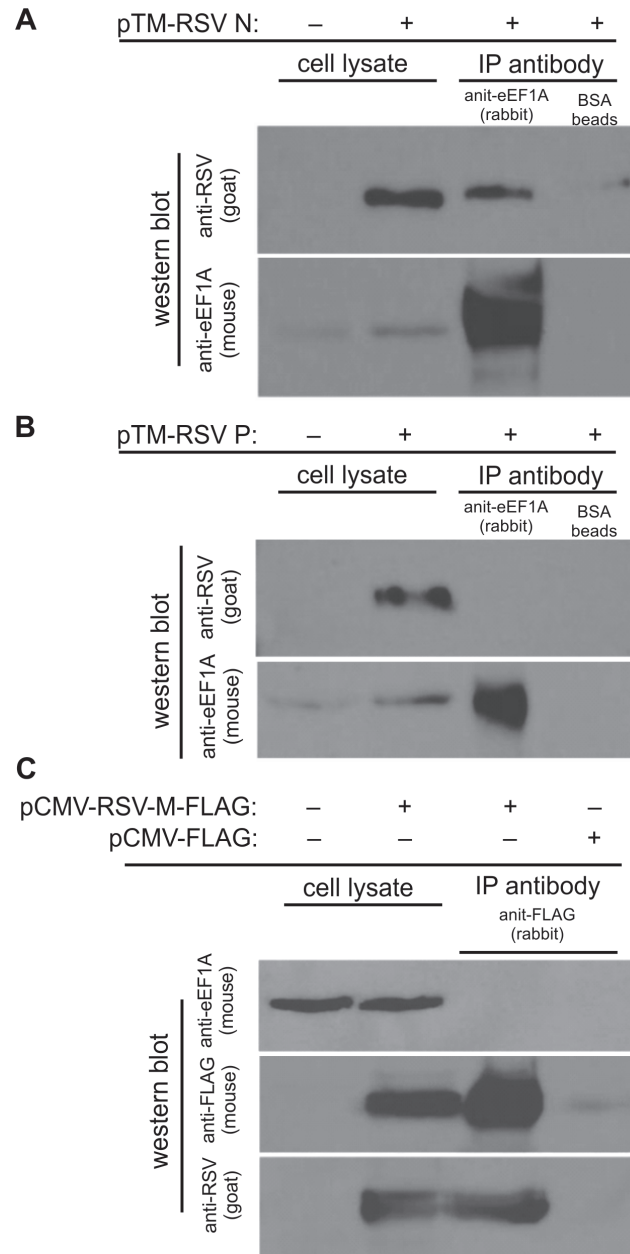 A
pTM-RSV N: – + + +
cell lysate IP antibody
anit-eEF1A (rabbit)
BSA beads
western blot
anti-RSV (goat)
anti-eEF1A (mouse)
B
pTM-RSV P: – + + +
cell lysate IP antibody
anit-eEF1A (rabbit)
BSA beads
western blot
anti-RSV (goat)
anti-eEF1A (mouse)
C
pCMV-RSV-M-FLAG: – + + –
pCMV-FLAG: – – – +
cell lysate IP antibody
anit-FLAG (rabbit)
western blot
anti-eEF1A (mouse)
anti-FLAG (mouse)
anti-RSV (goat)